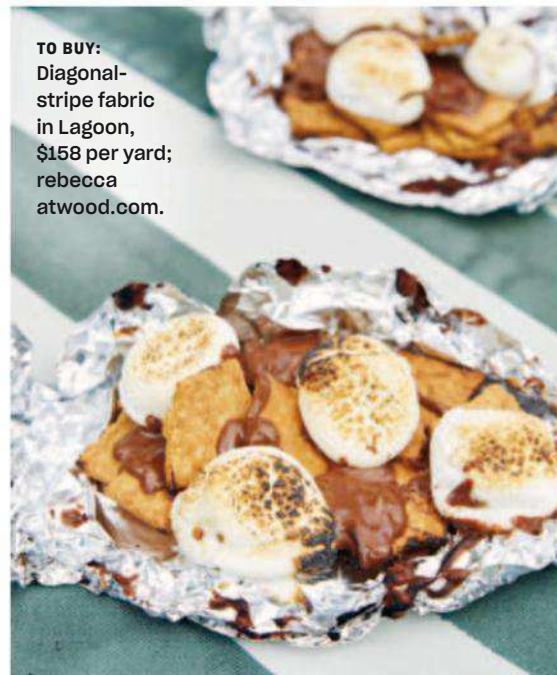 TO BUY:
Diagonal-
stripe fabric
in Lagoon,
$158 per yard;
rebecca
atwood.com.